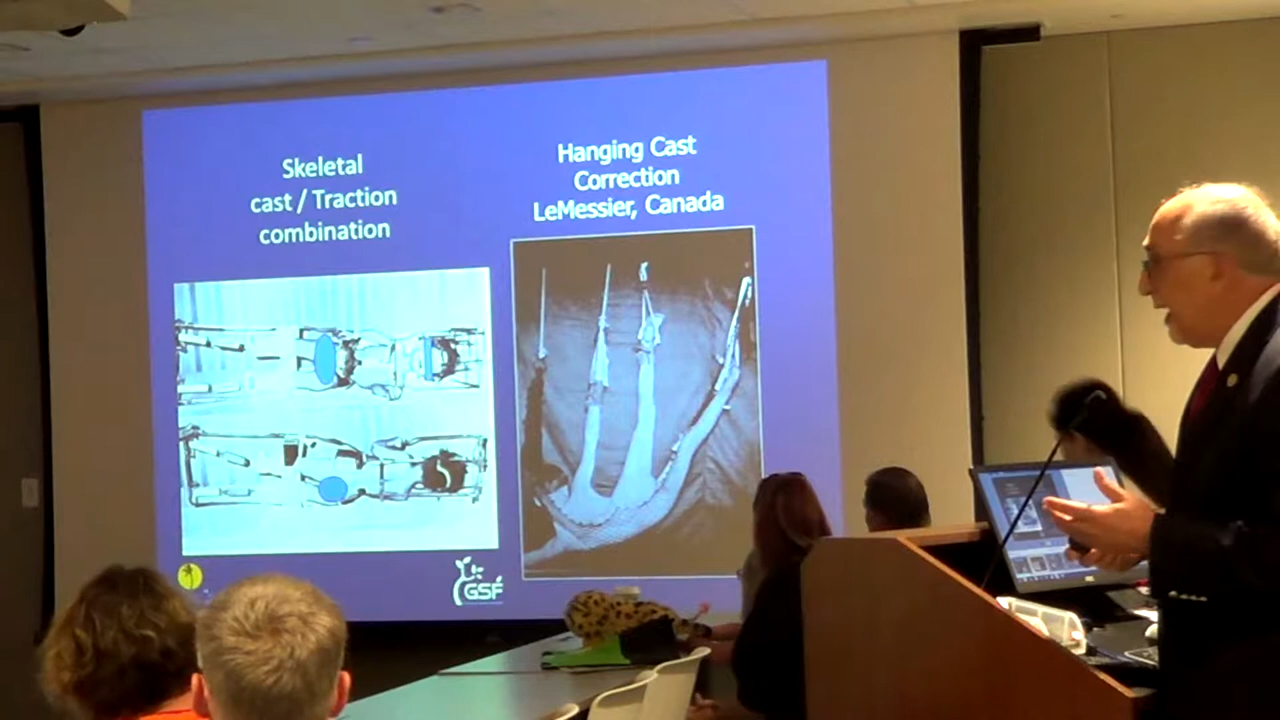 Skeletal
cast / Traction
combination
Hanging Cast
Correction
LeMessier, Canada
GSF